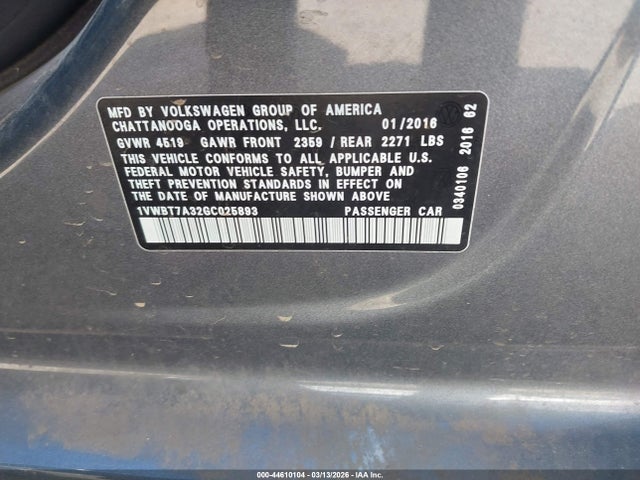 MFD BY VOLKSWAGEN GROUP OF AMERICA
CHATTANOOGA OPERATIONS, LLC. 01/2016
GVWR 4519 GAWR FRONT 2359 / REAR 2271 LBS
THIS VEHICLE CONFORMS TO ALL APPLICABLE U.S.
FEDERAL MOTOR VEHICLE SAFETY, BUMPER AND
THEFT PREVENTION STANDARDS IN EFFECT ON
THE DATE OF MANUFACTURE SHOWN ABOVE
1VWBT7A32GC025893 PASSENGER CAR
0340106 2016 62
000-44610104 - 03/13/2026 - IAA Inc.